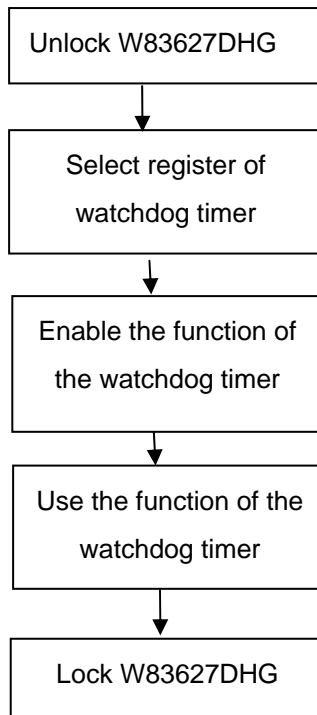 Unlock W83627DHG
Select register of
watchdog timer
Enable the function of
the watchdog timer
Use the function of the
watchdog timer
Lock W83627DHG